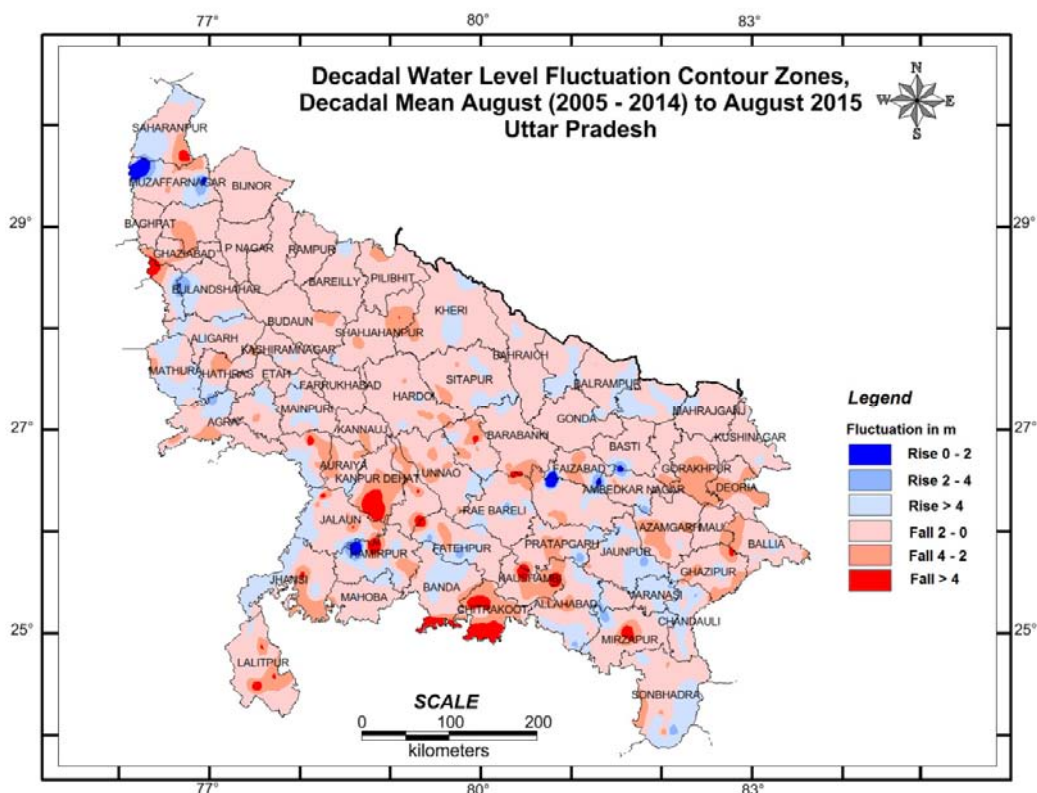 77° 80° 83°
Decadal Water Level Fluctuation Contour Zones,
Decadal Mean August (2005 - 2014) to August 2015
Uttar Pradesh
N
W E
S
SAHARANPUR
MUZAFFARNAGAR
BIJNOR
29° 29°
BAGHPAT
GHAZIABAD
P NAGAR
RAMPUR
PILIBHIT
BULANDSHAHAR
BAREILLY
KHERI
BUDAUN
SHAHJAHANPUR
ALIGARH
KASHIRAMNAGAR
BAHRAICH
MATHURA
HATHRAS
ETAH
FARRUKHABAD
SITAPUR
BALRAMPUR
HARDOI
MAINPURI
GONDA
MAHRAJGANJ
AGRA
27° 27°
KANNAUJ
BARABANKI
BASTI
KUSHINAGAR
AURAIYA
KANPUR DEHAT
UNNAO
FAIZABAD
GORAKHPUR
DEORIA
AMBEDKAR NAGAR
JALAUN
RAE BARELI
AZAMGARH
MAU
BALLIA
HAMIRPUR
FATEHPUR
PRATAPGARH
JAUNPUR
GHAZIPUR
JHANSI
MAHOBA
BANDA
KAUSHAMBI
ALLAHABAD
VARANASI
CHITRAKOOT
CHANDAULI
25° 25°
MIRZAPUR
LALITPUR
SONBHADRA
Legend
Fluctuation in m
Rise 0 - 2
Rise 2 - 4
Rise > 4
Fall 2 - 0
Fall 4 - 2
Fall > 4
SCALE
0 100 200
kilometers
77° 80° 83°